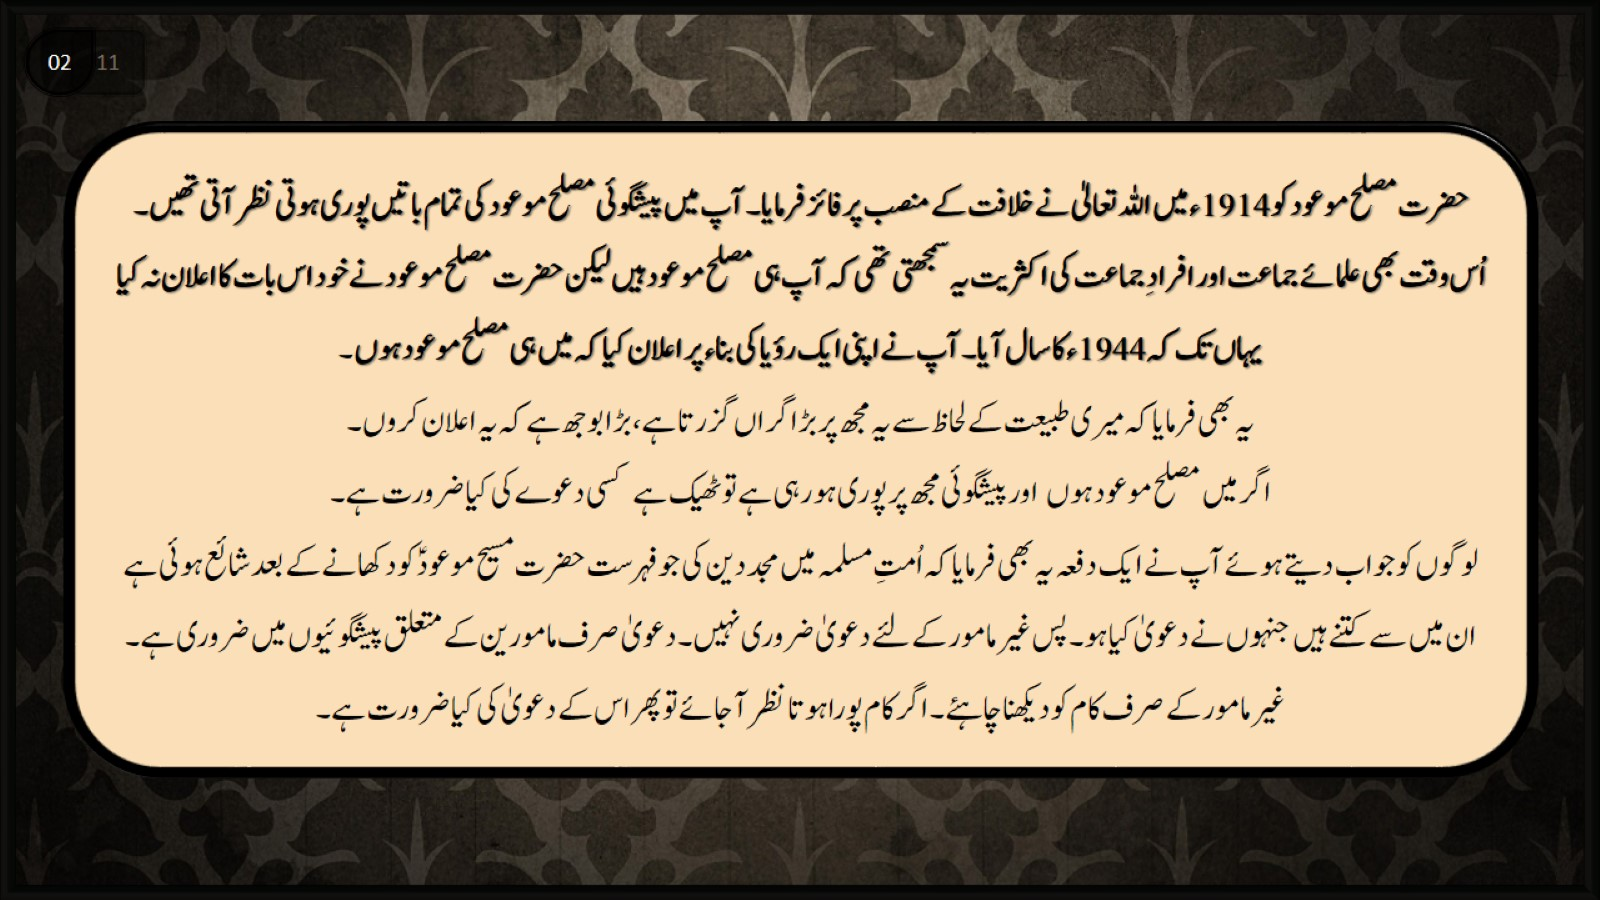 02 11
حضرت مصلح موعود کو 1914ء میں اللہ تعالیٰ نے خلافت کے منصب پر فائز فرمایا۔ آپ میں پیشگوئی مصلح موعود کی تمام باتیں پوری ہوتی نظر آتی تھیں۔
اُس وقت بھی علمائے جماعت اور افرادِ جماعت کی اکثریت یہ سمجھتی تھی کہ آپ ہی مصلح موعود ہیں لیکن حضرت مصلح موعود نے خود اس بات کا اعلان نہ کیا
یہاں تک کہ 1944ء کا سال آیا۔ آپ نے اپنی ایک رؤیا کی بناء پر اعلان کیا کہ میں ہی مصلح موعود ہوں۔
یہ بھی فرمایا کہ میری طبیعت کے لحاظ سے یہ مجھ پر بڑا گراں گزرتا ہے، بڑا بوجھ ہے کہ یہ اعلان کروں۔
اگر میں مصلح موعود ہوں اور پیشگوئی مجھ پر پوری ہو رہی ہے تو ٹھیک ہے کسی دعوے کی کیا ضرورت ہے۔
لوگوں کو جواب دیتے ہوئے آپ نے ایک دفعہ یہ بھی فرمایا کہ اُمتِ مسلمہ میں مجددین کی جو فہرست حضرت مسیح موعودؑ کو دکھانے کے بعد شائع ہوئی ہے
ان میں سے کتنے ہیں جنہوں نے دعویٰ کیا ہو۔ پس غیر مامور کے لئے دعویٰ ضروری نہیں۔ دعویٰ صرف مامورین کے متعلق پیشگوئیوں میں ضروری ہے۔
غیر مامور کے صرف کام کو دیکھنا چاہئے۔ اگر کام پورا ہوتا نظر آ جائے تو پھر اس کے دعویٰ کی کیا ضرورت ہے۔